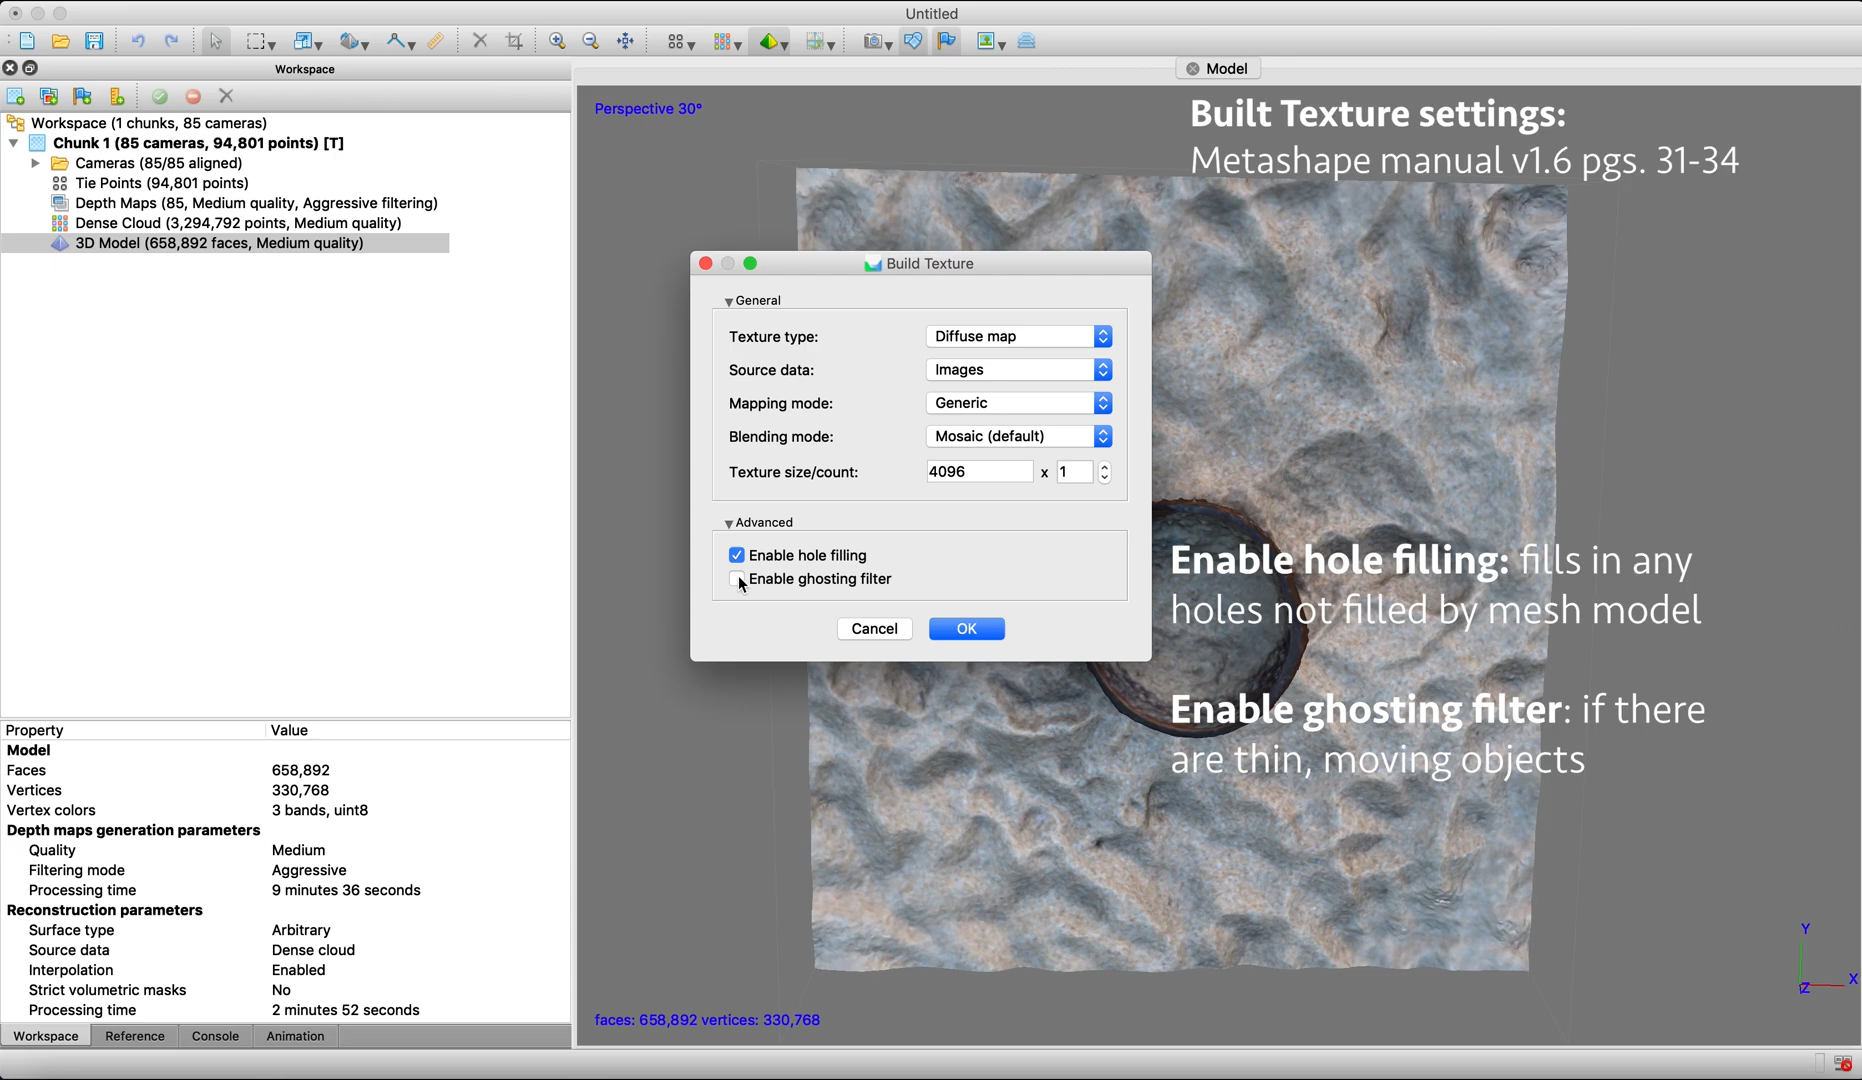 Untitled
Workspace
Model
Workspace (1 chunks, 85 cameras)
Chunk 1 (85 cameras, 94,801 points) [T]
Cameras (85/85 aligned)
Tie Points (94,801 points)
Depth Maps (85, Medium quality, Aggressive filtering)
Dense Cloud (3,294,792 points, Medium quality)
3D Model (658,892 faces, Medium quality)
Property Value
Model
Faces 658,892
Vertices 330,768
Vertex colors 3 bands, uint8
Depth maps generation parameters
Quality Medium
Filtering mode Aggressive
Processing time 9 minutes 36 seconds
Reconstruction parameters
Surface type Arbitrary
Source data Dense cloud
Interpolation Enabled
Strict volumetric masks No
Processing time 2 minutes 52 seconds
Workspace Reference Console Animation
Perspective 30°
Built Texture settings:
Metashape manual v1.6 pgs. 31-34
Build Texture
General
Texture type: Diffuse map
Source data: Images
Mapping mode: Generic
Blending mode: Mosaic (default)
Texture size/count: 4096 x 1
Advanced
Enable hole filling
Enable ghosting filter
Cancel OK
Enable hole filling: fills in any
holes not filled by mesh model
Enable ghosting filter: if there
are thin, moving objects
Y
X
Z
faces: 658,892 vertices: 330,768